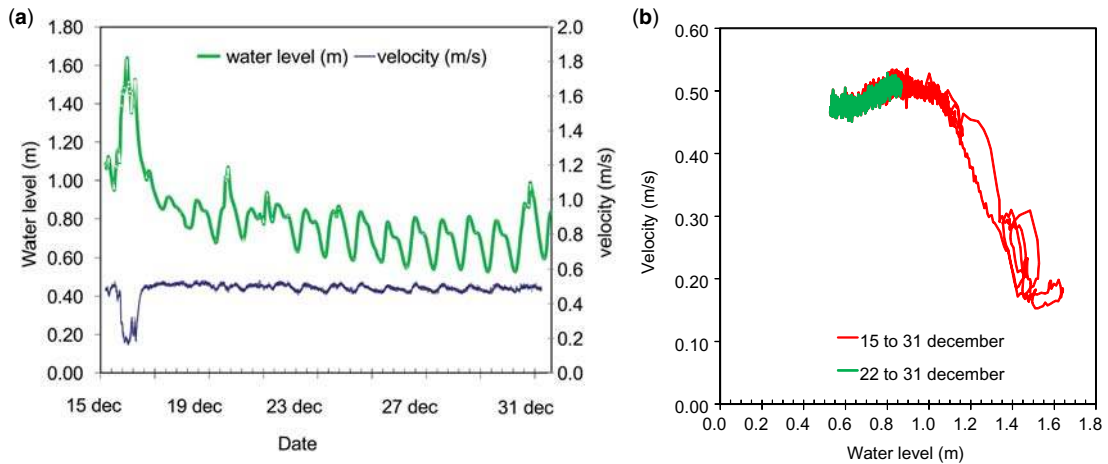 (a)
1.80
1.60
1.40
1.20
1.00
0.80
0.60
0.40
0.20
0.00
Water level (m)
water level (m)
velocity (m/s)
2.0
1.8
1.6
1.4
1.2
1.0
0.8
0.6
0.4
0.2
0.0
velocity (m/s)
15 dec 19 dec 23 dec 27 dec 31 dec
Date
(b)
0.60
0.50
0.40
0.30
0.20
0.10
0.00
Velocity (m/s)
15 to 31 december
22 to 31 december
0.0 0.2 0.4 0.6 0.8 1.0 1.2 1.4 1.6 1.8
Water level (m)